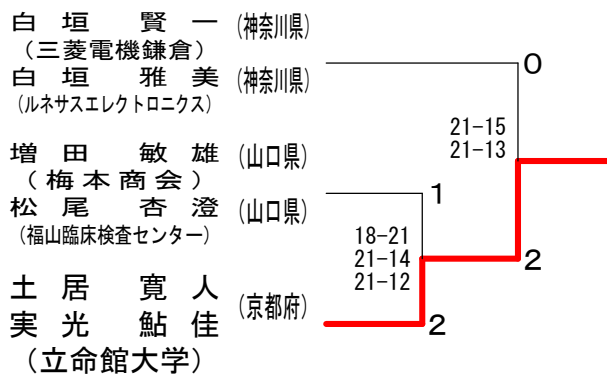 白垣 賢一 (神奈川県)
(三菱電機鎌倉)
白垣 雅美 (神奈川県)
(ルネサスエレクトロニクス)
0
21-15
21-13
増田 敏雄 (山口県)
(梅本商会)
松尾 杏澄 (山口県)
(福山臨床検査センター)
1
18-21
21-14
21-12
2
土居 寛人
(京都府)
実光 鮎佳
2
(立命館大学)